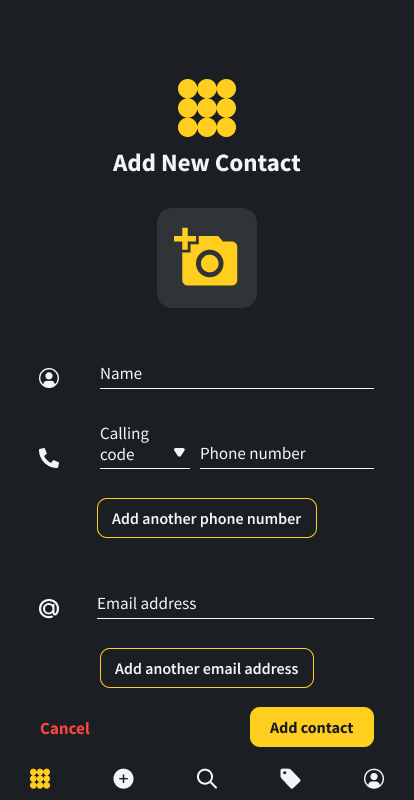 Add New Contact
Name
Calling
code
Phone number
Add another phone number
Email address
Add another email address
Cancel
Add contact